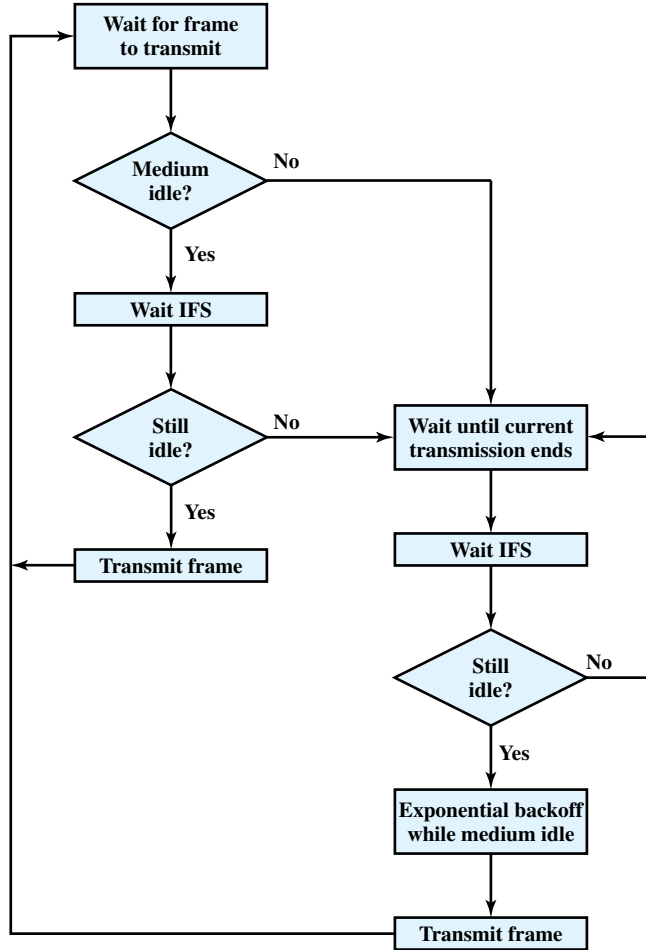 Wait for frame
to transmit
Medium
idle?
No
Yes
Wait IFS
Still
idle?
No
Yes
Transmit frame
Wait until current
transmission ends
Wait IFS
Still
idle?
No
Yes
Exponential backoff
while medium idle
Transmit frame